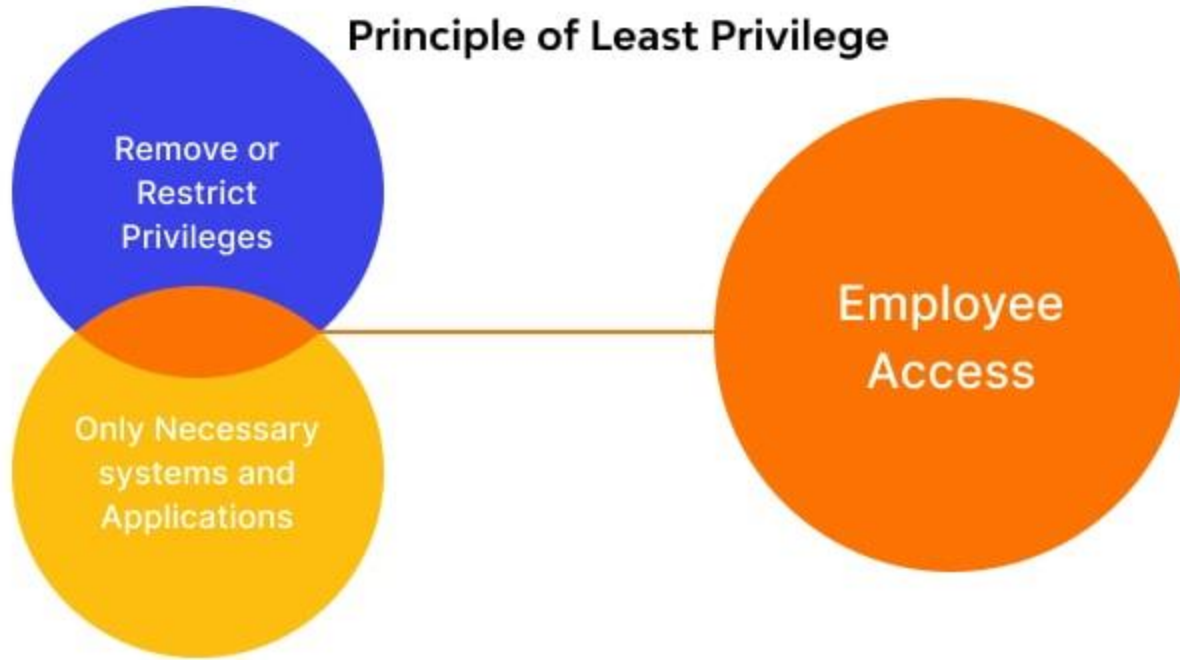 Principle of Least Privilege
Remove or
Restrict
Privileges
Only Necessary
systems and
Applications
Employee
Access